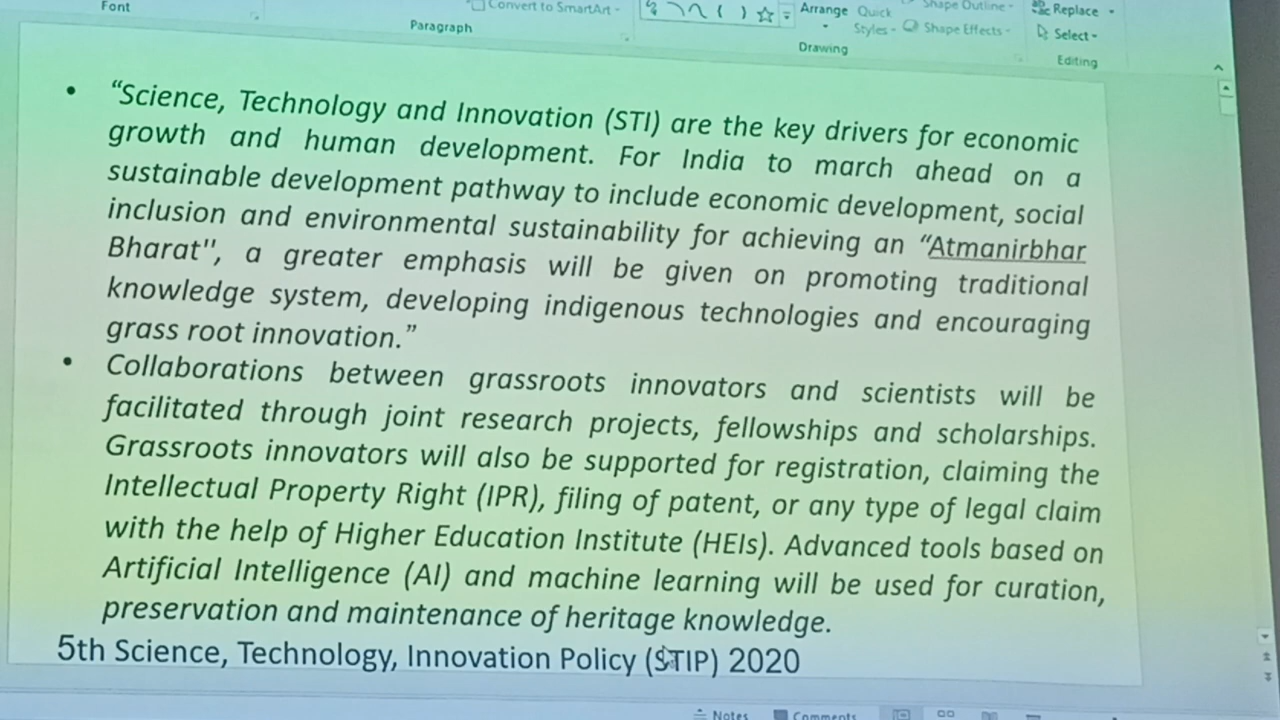 Font
Paragraph
Convert to SmartArt
Arrange
Quick
Styles
Shape Outline
Shape Effects
Drawing
Replace
Select
Editing
• “Science, Technology and Innovation (STI) are the key drivers for economic
growth and human development. For India to march ahead on a
sustainable development pathway to include economic development, social
inclusion and environmental sustainability for achieving an “Atmanirbhar
Bharat'', a greater emphasis will be given on promoting traditional
knowledge system, developing indigenous technologies and encouraging
grass root innovation.”
• Collaborations between grassroots innovators and scientists will be
facilitated through joint research projects, fellowships and scholarships.
Grassroots innovators will also be supported for registration, claiming the
Intellectual Property Right (IPR), filing of patent, or any type of legal claim
with the help of Higher Education Institute (HEIs). Advanced tools based on
Artificial Intelligence (AI) and machine learning will be used for curation,
preservation and maintenance of heritage knowledge.
5th Science, Technology, Innovation Policy (STIP) 2020
Notes
Comments